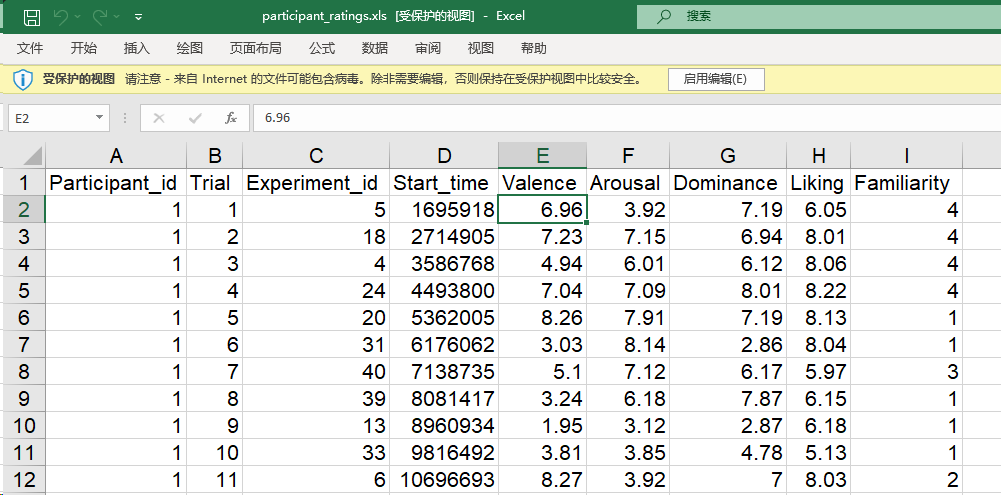 participant_ratings.xls [受保护的视图] - Excel 搜索
文件 开始 插入 绘图 页面布局 公式 数据 审阅 视图 帮助
受保护的视图 请注意 - 来自 Internet 的文件可能包含病毒。除非需要编辑，否则保持在受保护视图中比较安全。 启用编辑(E)
E2 fx 6.96
A B C D E F G H I
1 Participant_id Trial Experiment_id Start_time Valence Arousal Dominance Liking Familiarity
2 1 1 5 1695918 6.96 3.92 7.19 6.05 4
3 1 2 18 2714905 7.23 7.15 6.94 8.01 4
4 1 3 4 3586768 4.94 6.01 6.12 8.06 4
5 1 4 24 4493800 7.04 7.09 8.01 8.22 4
6 1 5 20 5362005 8.26 7.91 7.19 8.13 1
7 1 6 31 6176062 3.03 8.14 2.86 8.04 1
8 1 7 40 7138735 5.1 7.12 6.17 5.97 3
9 1 8 39 8081417 3.24 6.18 7.87 6.15 1
10 1 9 13 8960934 1.95 3.12 2.87 6.18 1
11 1 10 33 9816492 3.81 3.85 4.78 5.13 1
12 1 11 6 10696693 8.27 3.92 7 8.03 2